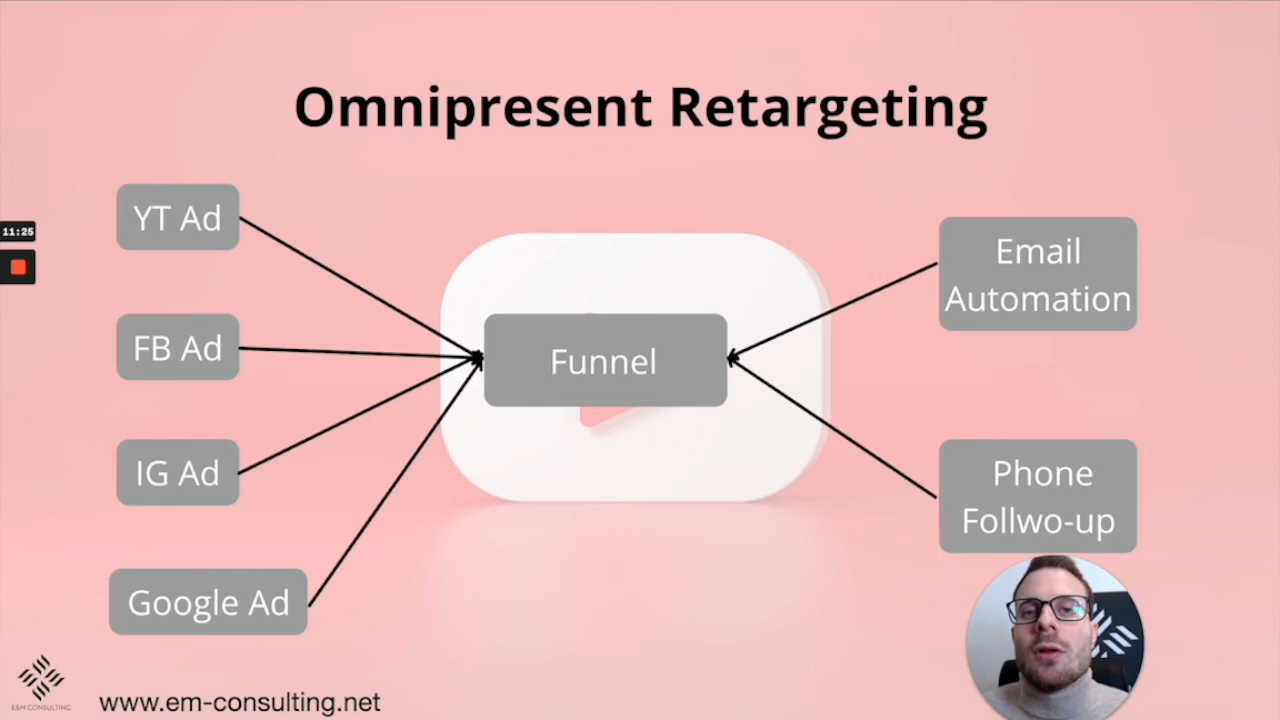 Omnipresent Retargeting
YT Ad
11:25
FB Ad
IG Ad
Google Ad
Funnel
Email
Automation
Phone
Follwo-up
E&M CONSULTING
www.em-consulting.net